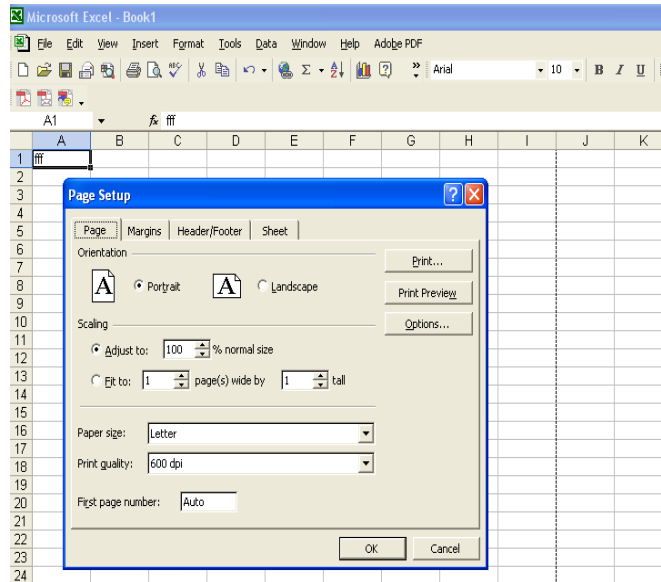 Microsoft Excel - Book1
File Edit View Insert Format Tools Data Window Help Adobe PDF
Arial 10 B I U
A1 fx fff
A B C D E F G H I J K
1 fff
2
3
4
5
6
7
8
9
10
11
12
13
14
15
16
17
18
19
20
21
22
23
24
Page Setup
Page Margins Header/Footer Sheet
Orientation
A Portrait A Landscape
Scaling
Adjust to: 100 % normal size
Fit to: 1 page(s) wide by 1 tall
Paper size: Letter
Print quality: 600 dpi
First page number: Auto
Print...
Print Preview
Options...
OK Cancel